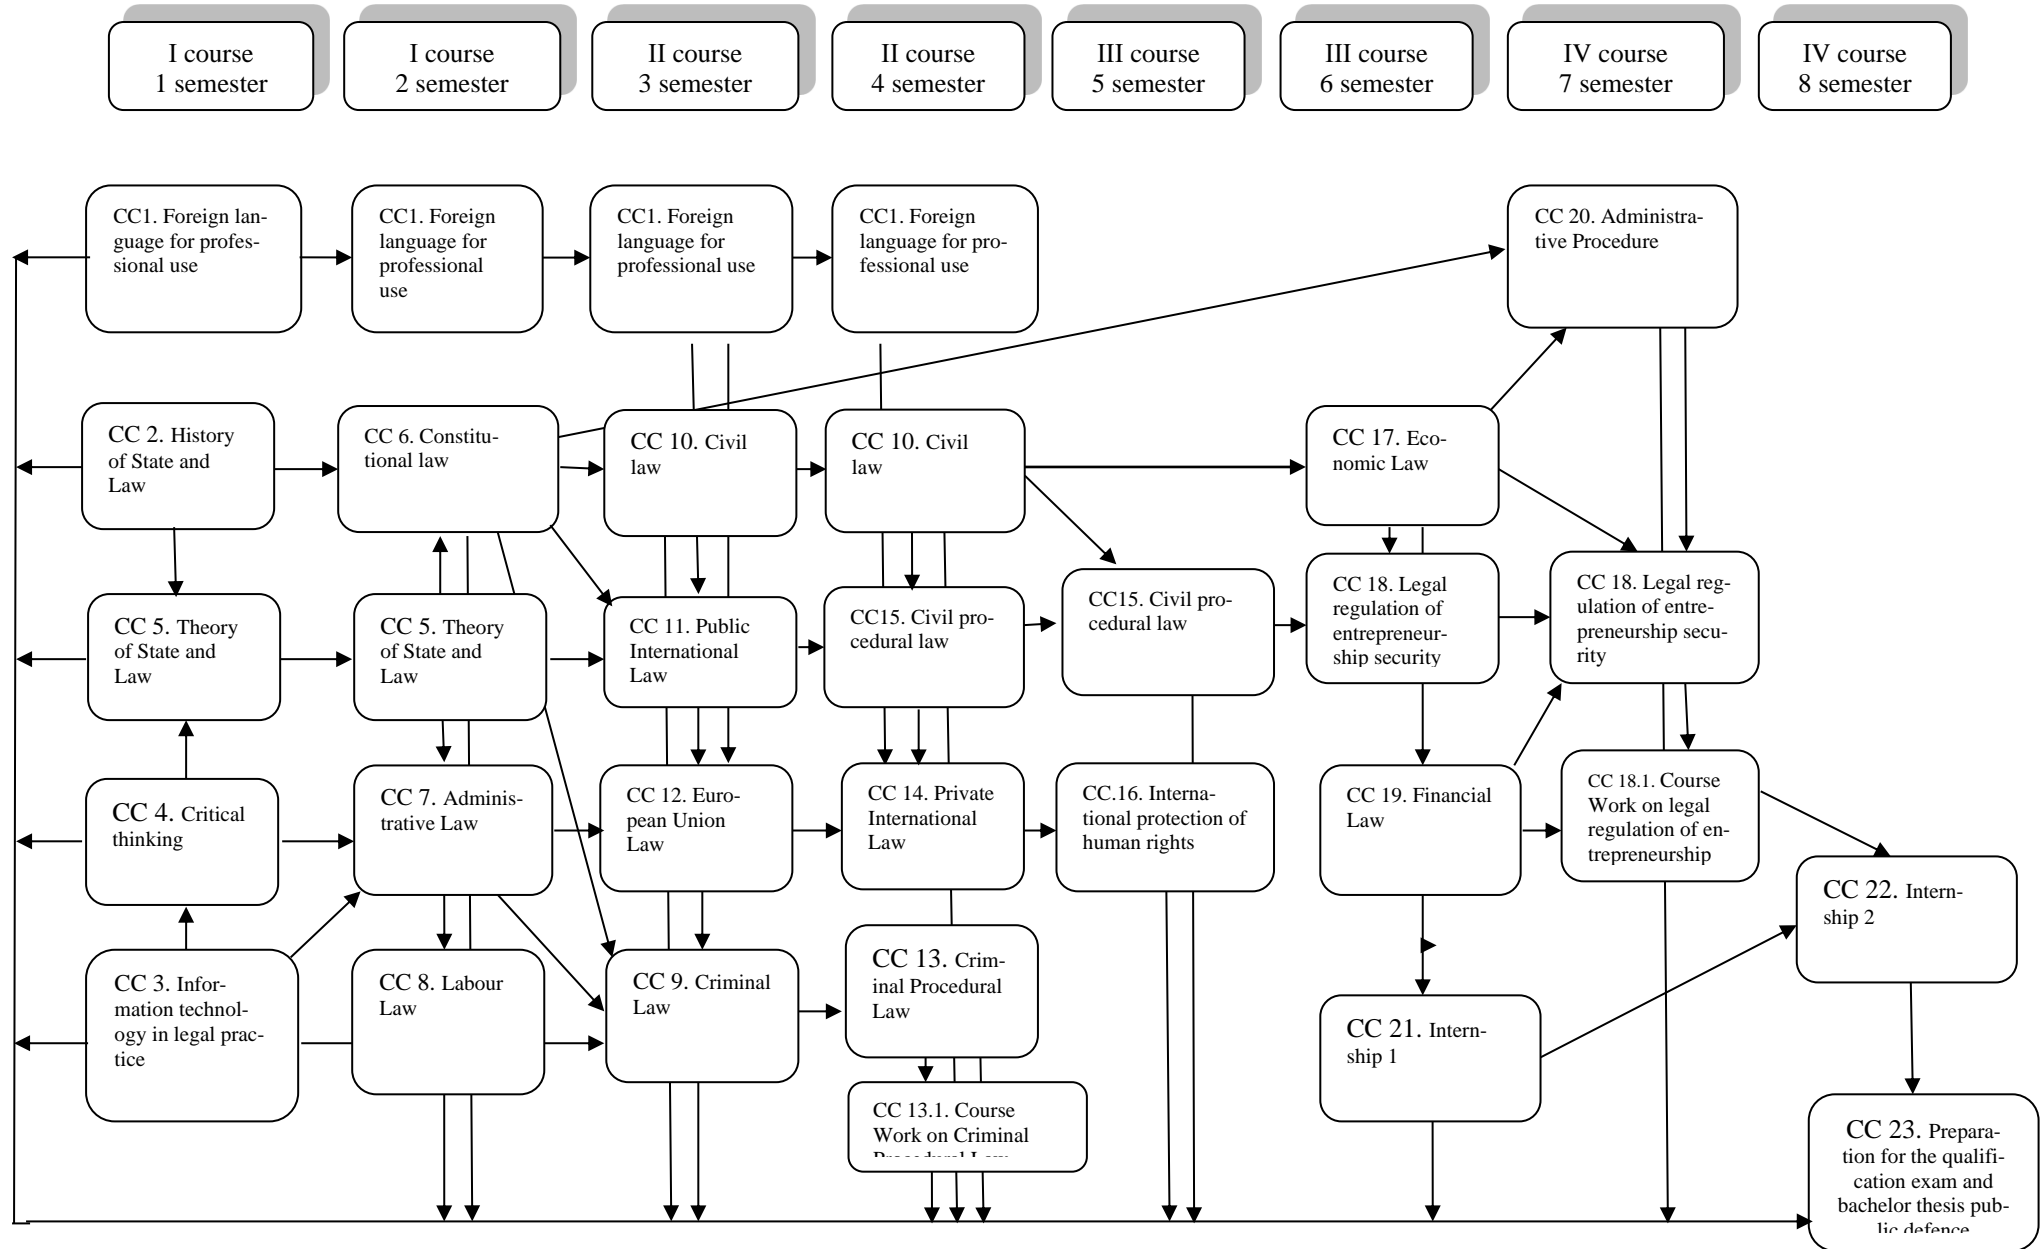 I course
1 semester
I course
2 semester
II course
3 semester
II course
4 semester
III course
5 semester
III course
6 semester
IV course
7 semester
IV course
8 semester
CC1. Foreign lan-
guage for profes-
sional use
CC1. Foreign
language for
professional
use
CC1. Foreign
language for
professional use
CC1. Foreign
language for pro-
fessional use
CC 20. Administra-
tive Procedure
CC 2. History
of State and
Law
CC 6. Constitu-
tional law
CC 10. Civil
law
CC 10. Civil
law
CC 17. Eco-
nomic Law
CC 5. Theory
of State and
Law
CC 5. Theory
of State and
Law
CC 11. Public
International
Law
CC15. Civil pro-
cedural law
CC15. Civil pro-
cedural law
CC 18. Legal
regulation of
entrepreneur-
ship security
CC 18. Legal reg-
ulation of entre-
preneurship secu-
rity
CC 4. Critical
thinking
CC 7. Adminis-
trative Law
CC 12. Euro-
pean Union
Law
CC 14. Private
International
Law
CC.16. Interna-
tional protection of
human rights
CC 19. Financial
Law
CC 18.1. Course
Work on legal
regulation of en-
trepreneurship
CC 22. Intern-
ship 2
CC 3. Infor-
mation technol-
ogy in legal prac-
tice
CC 8. Labour
Law
CC 9. Criminal
Law
CC 13. Crim-
inal Procedural
Law
CC 21. Intern-
ship 1
CC 13.1. Course
Work on Criminal
Procedural Law
CC 23. Prepara-
tion for the qualifi-
cation exam and
bachelor thesis pub-
lic defence